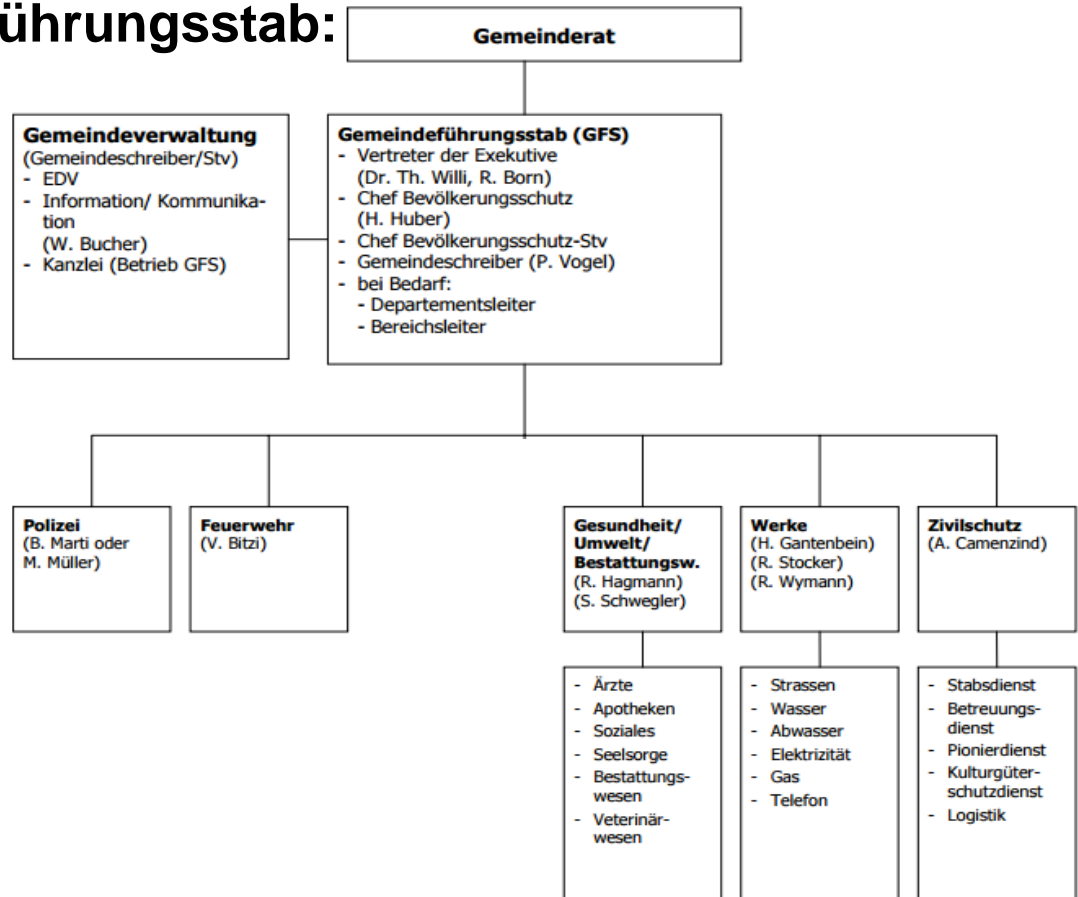 ührungsstab:
Gemeinderat
Gemeindeverwaltung
(Gemeindeschreiber/Stv)
- EDV
- Information/ Kommunika-
tion
(W. Bucher)
- Kanzlei (Betrieb GFS)
Gemeindeführungsstab (GFS)
- Vertreter der Exekutive
(Dr. Th. Willi, R. Born)
- Chef Bevölkerungsschutz
(H. Huber)
- Chef Bevölkerungsschutz-Stv
- Gemeindeschreiber (P. Vogel)
- bei Bedarf:
- Departementsleiter
- Bereichsleiter
Polizei
(B. Marti oder
M. Müller)
Feuerwehr
(V. Bitzi)
Gesundheit/
Umwelt/
Bestattungsw.
(R. Hagmann)
(S. Schwegler)
Werke
(H. Gantenbein)
(R. Stocker)
(R. Wymann)
Zivilschutz
(A. Camenzind)
- Ärzte
- Apotheken
- Soziales
- Seelsorge
- Bestattungs-
wesen
- Veterinär-
wesen
- Strassen
- Wasser
- Abwasser
- Elektrizität
- Gas
- Telefon
- Stabsdienst
- Betreuungs-
dienst
- Pionierdienst
- Kulturgüter-
schutzdienst
- Logistik